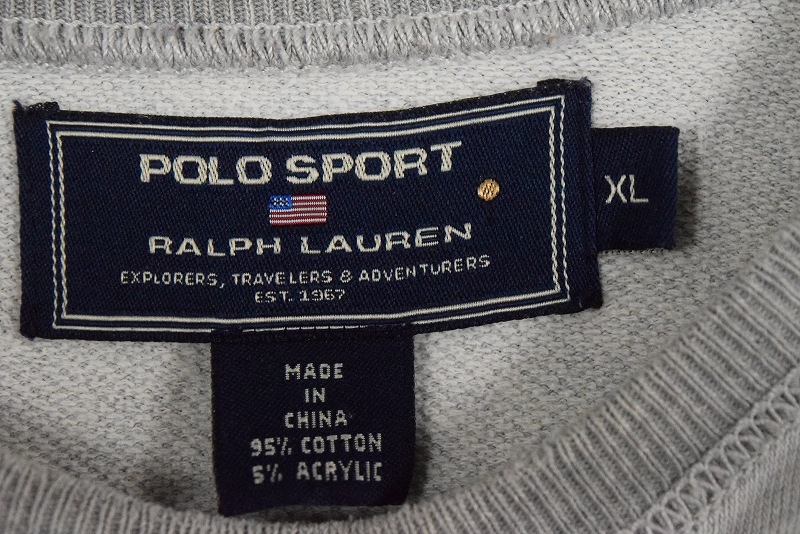 POLO SPORT
RALPH LAUREN
EXPLORERS, TRAVELERS & ADVENTURERS
EST. 1967
XL
MADE
IN
CHINA
95% COTTON
5% ACRYLIC